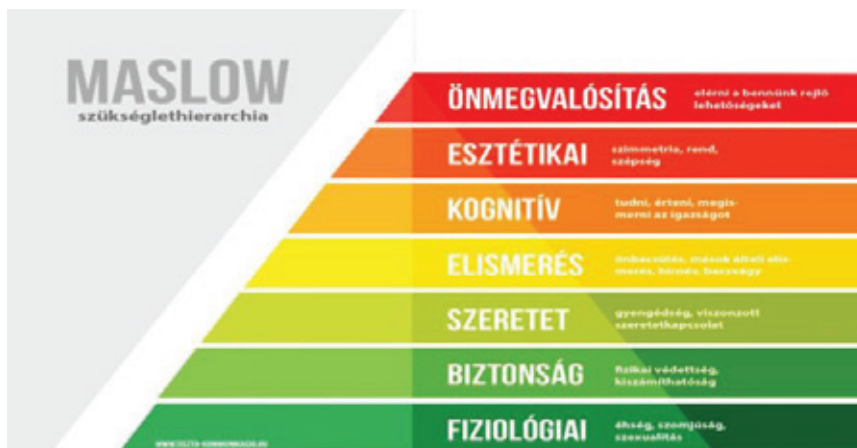 MASLOW
szükséglethierarchia
ÖNMEGVALÓSÍTÁS
elérni a bennünk rejlő
lehetőségeket
ESZTÉTIKAI
szimmetria, rend,
szépség
KOGNITÍV
tudni, érteni, megis-
merni az igazságot
ELISMERÉS
önbecsülés, mások általi elis-
merés, hírnév, becsvágy
SZERETET
gyengédség, viszonzott
szeretetkapcsolat
BIZTONSÁG
fizikai védettség,
kiszámíthatóság
FIZIOLÓGIAI
éhség, szomjúság,
szexualitás